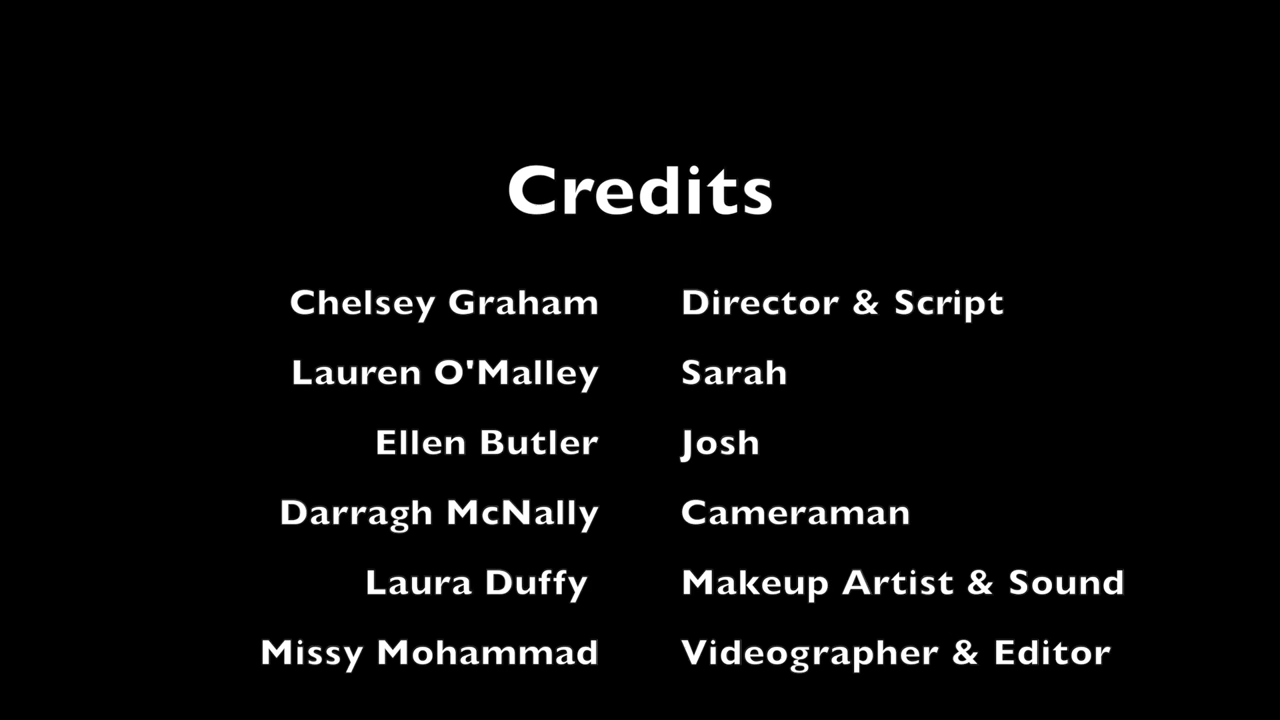 Credits
Chelsey Graham Director & Script
Lauren O'Malley Sarah
Ellen Butler Josh
Darragh McNally Cameraman
Laura Duffy Makeup Artist & Sound
Missy Mohammad Videographer & Editor